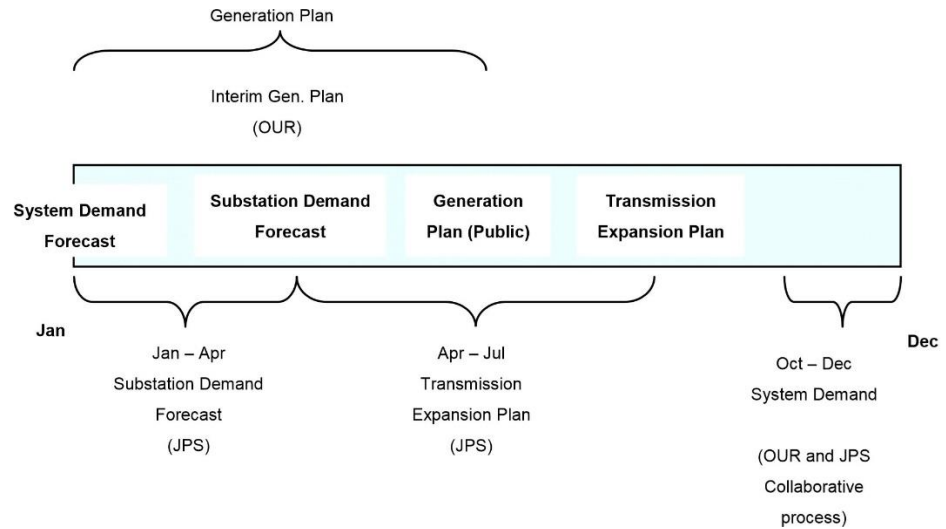 Generation Plan
Interim Gen. Plan
(OUR)
System Demand
Forecast
Substation Demand
Forecast
Generation
Plan (Public)
Transmission
Expansion Plan
Jan
Dec
Jan – Apr
Substation Demand
Forecast
(JPS)
Apr – Jul
Transmission
Expansion Plan
(JPS)
Oct – Dec
System Demand
(OUR and JPS
Collaborative
process)